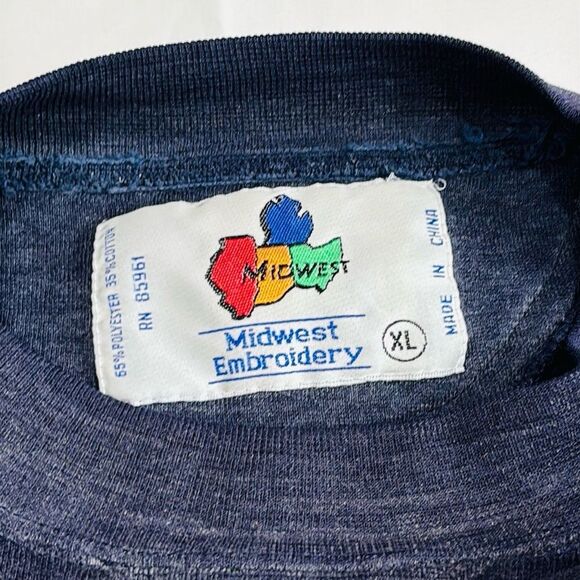 65% POLYESTER 35% COTTON
RN 85961
MIDWEST
Midwest
Embroidery
XL
MADE IN CHINA